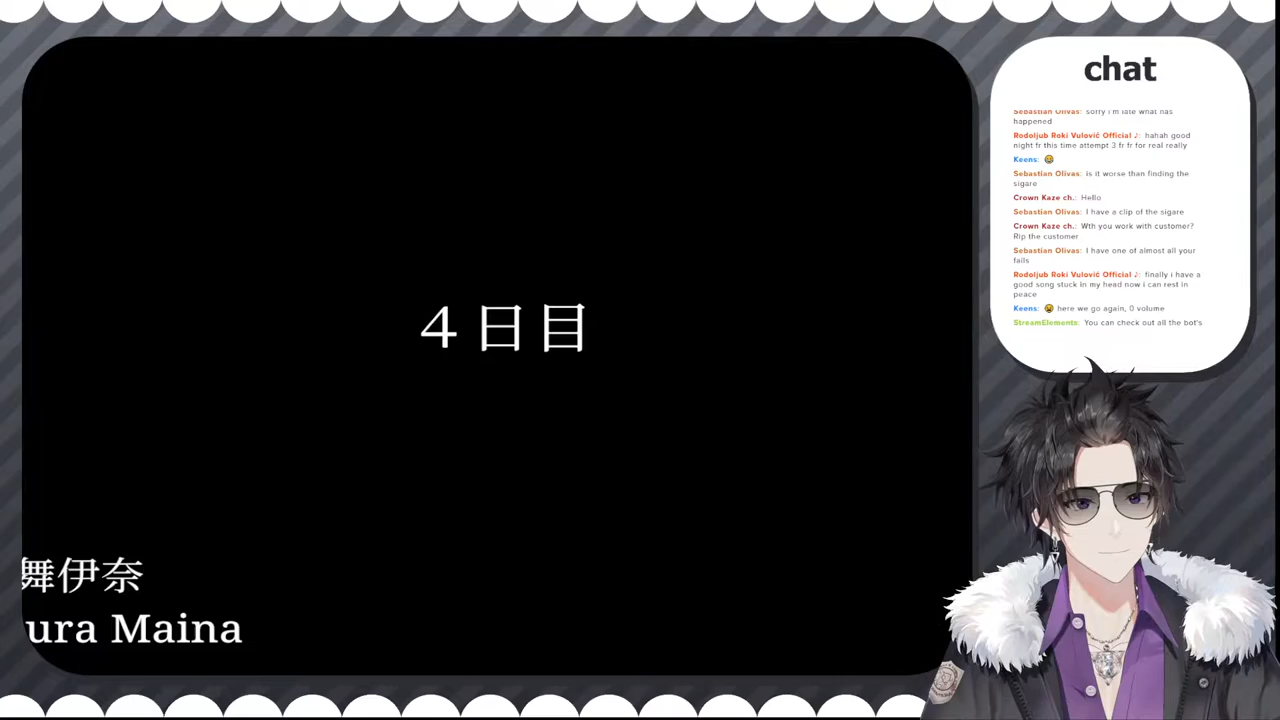 4日目
舞伊奈
ura Maina
chat
Sebastian Olivas: sorry i m late what has
happened
Rodoljub Roki Vulović Official ♪: hahah good
night fr this time attempt 3 fr fr for real really
Keens: 😂
Sebastian Olivas: is it worse than finding the
sigare
Crown Kaze ch.: Hello
Sebastian Olivas: I have a clip of the sigare
Crown Kaze ch.: Wth you work with customer?
Rip the customer
Sebastian Olivas: I have one of almost all your
fails
Rodoljub Roki Vulović Official ♪: finally i have a
good song stuck in my head now i can rest in
peace
Keens: 😂 here we go again, 0 volume
StreamElements: You can check out all the bot's